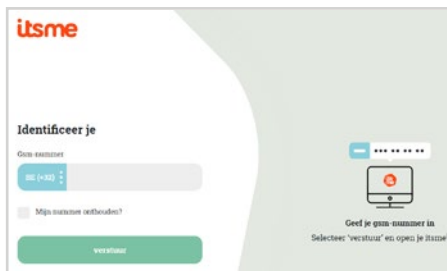 itsme
Identificeer je
Gsm-nummer
BE (+32)
Mijn nummer onthouden?
verstuur
Geef je gsm-nummer in
Selecteer 'verstuur' en open je itsme